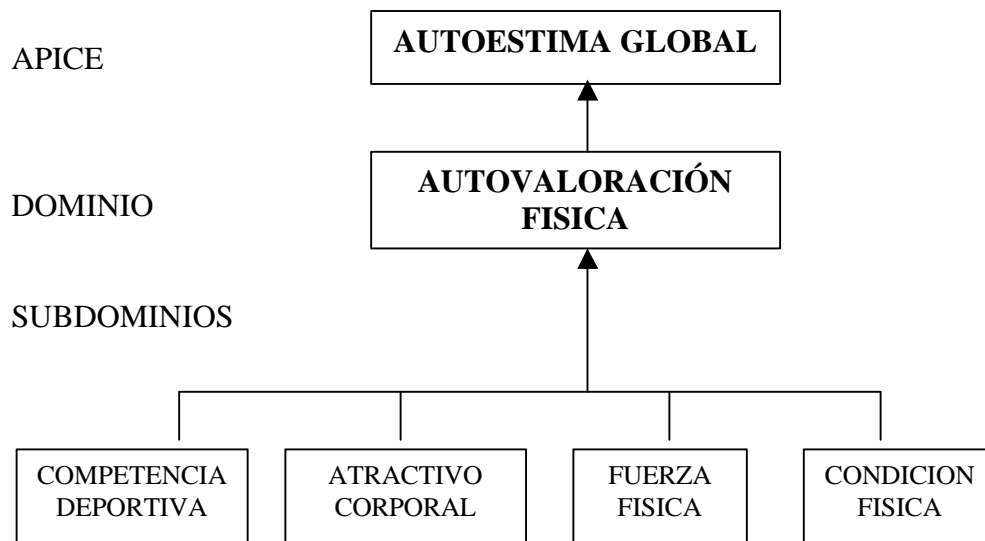 APICE
AUTOESTIMA GLOBAL
DOMINIO
AUTOVALORACIÓN
FISICA
SUBDOMINIOS
COMPETENCIA
DEPORTIVA
ATRACTIVO
CORPORAL
FUERZA
FISICA
CONDICION
FISICA